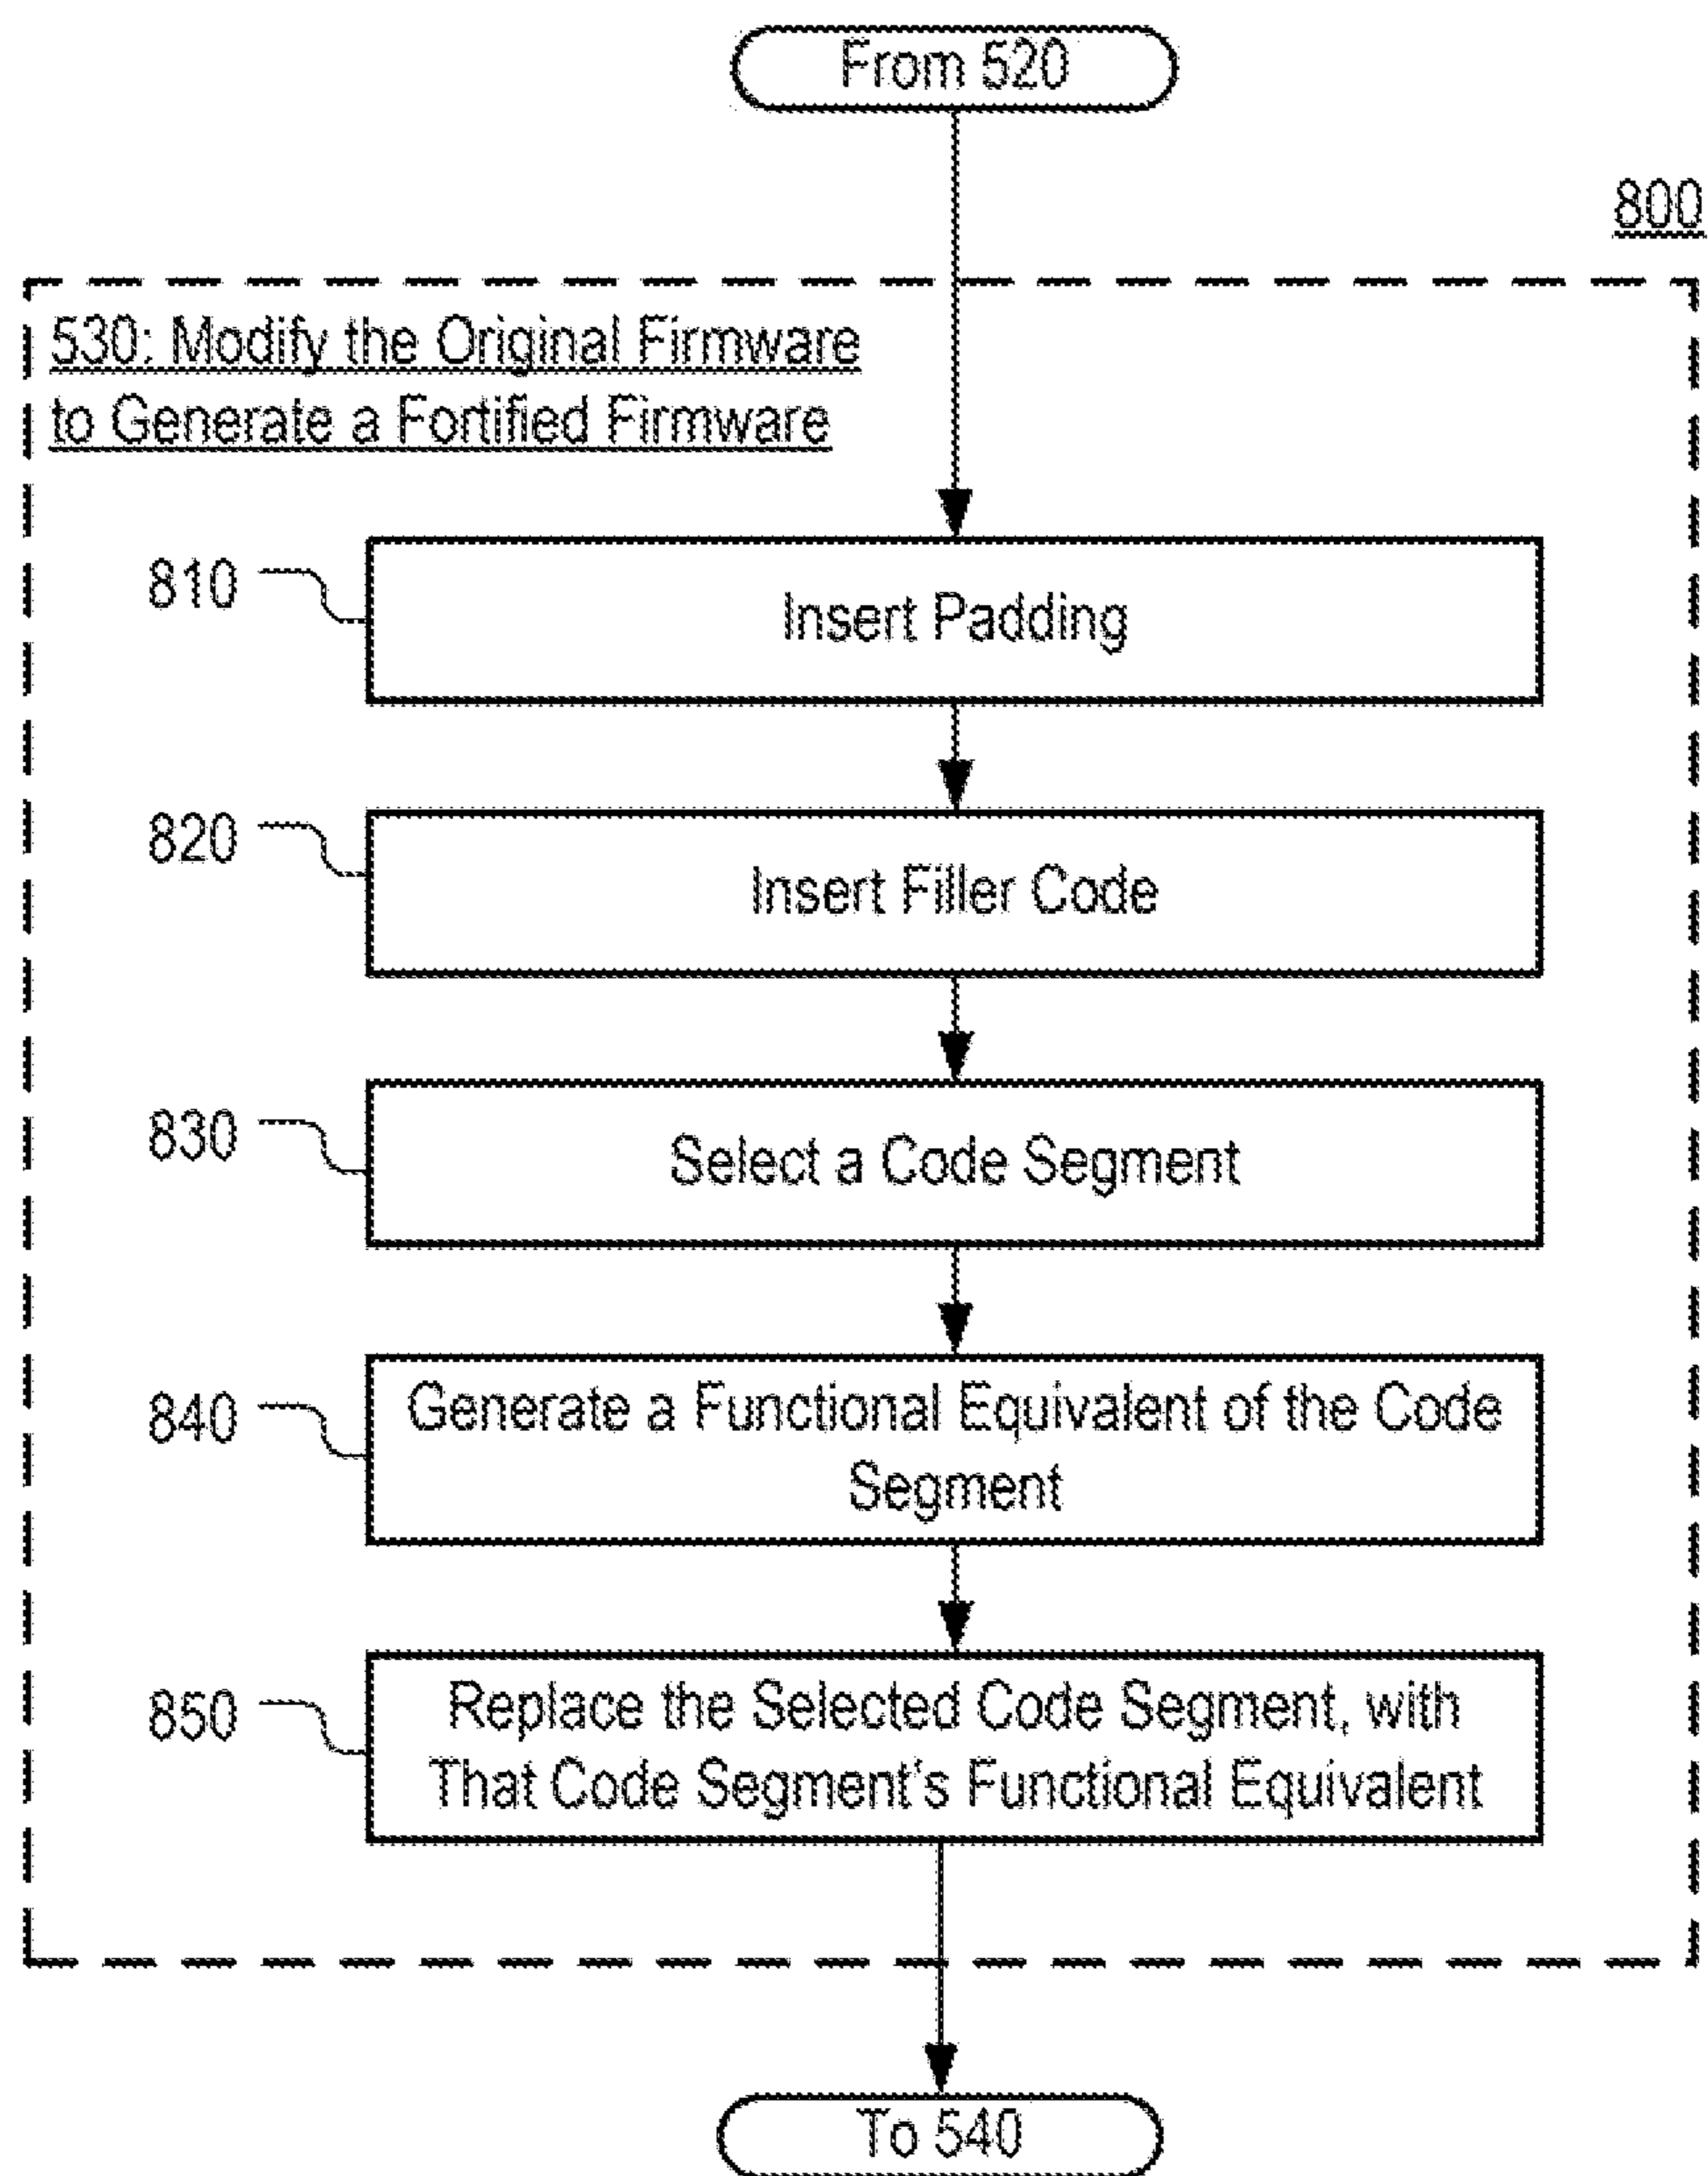 From 520
800
530: Modify the Original Firmware
to Generate a Fortified Firmware
810
Insert Padding
820
Insert Filler Code
830
Select a Code Segment
840
Generate a Functional Equivalent of the Code
Segment
850
Replace the Selected Code Segment, with
That Code Segment's Functional Equivalent
To 540